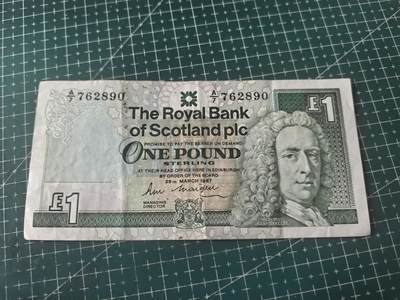 A/7 762890 A/7 762890
£1
The Royal Bank
of Scotland plc
PROMISE TO PAY THE BEARER ON DEMAND
ONE POUND
STERLING
AT THEIR HEAD OFFICE HERE IN EDINBURGH
BY ORDER OF THE BOARD
25TH MARCH 1987
MANAGING
DIRECTOR
£1